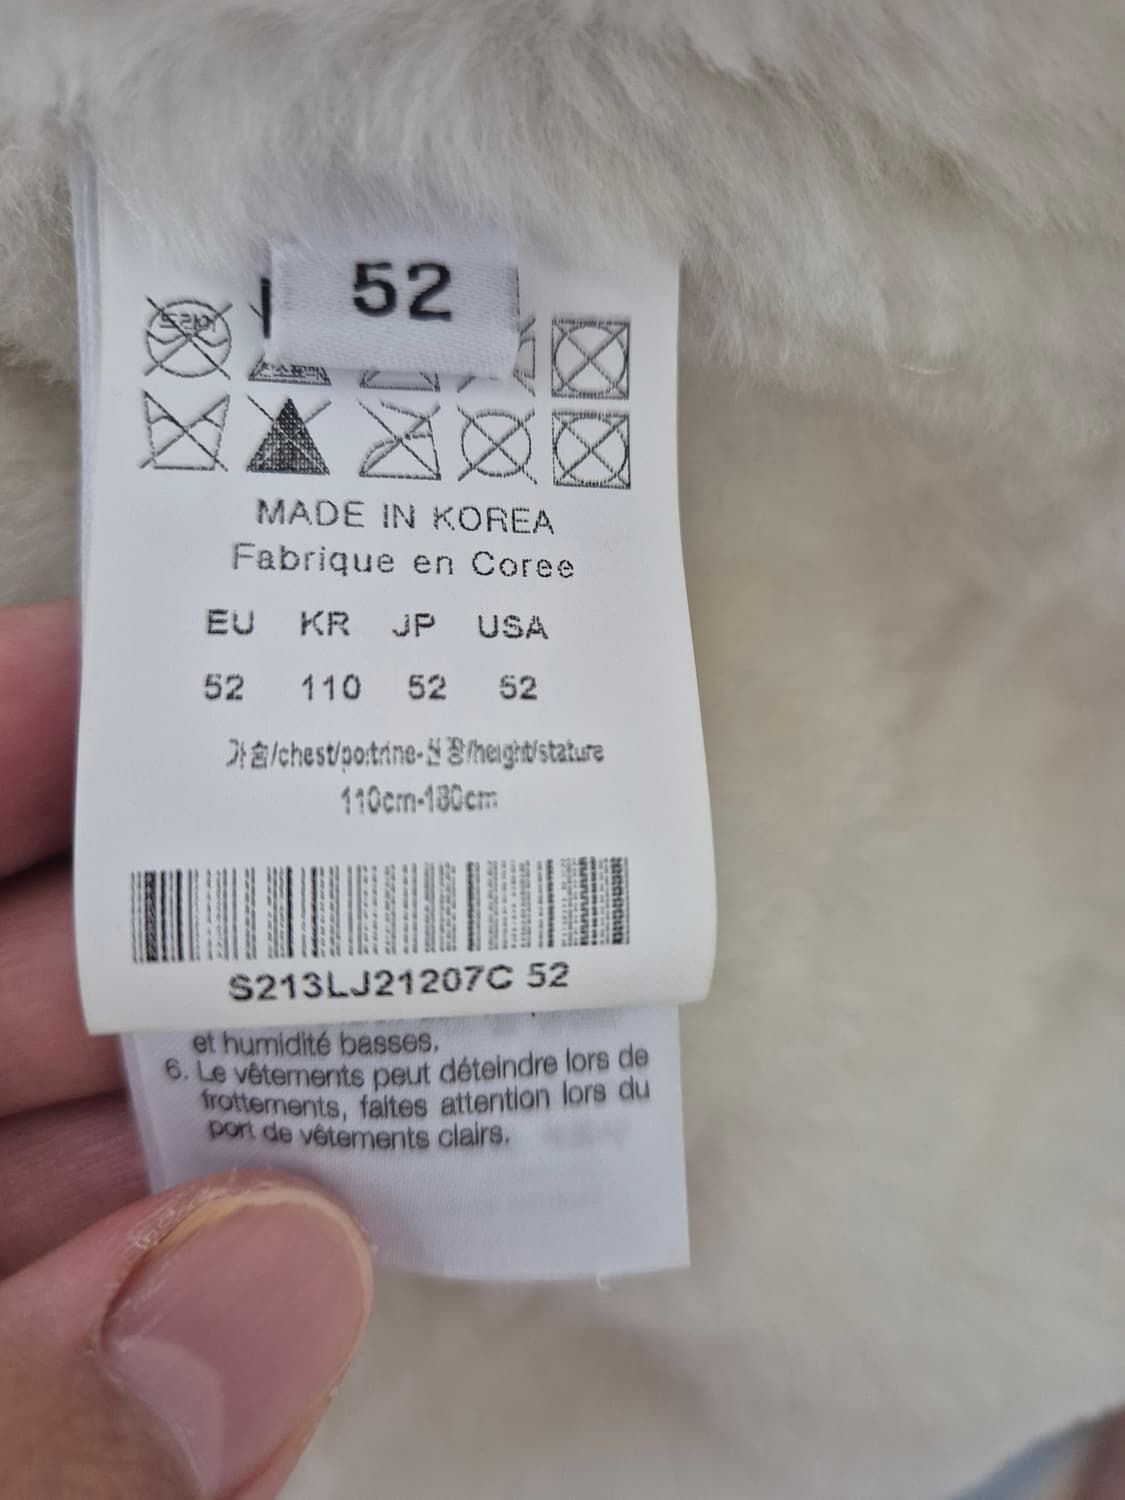 52
MADE IN KOREA
Fabrique en Coree
EU KR JP USA
52 110 52 52
가슴/chest/poitrine-신장/height/stature
110cm-180cm
S213LJ21207C 52
et humidité basses.
6. Le vêtements peut déteindre lors de
frottements, faites attention lors du
port de vêtements clairs.